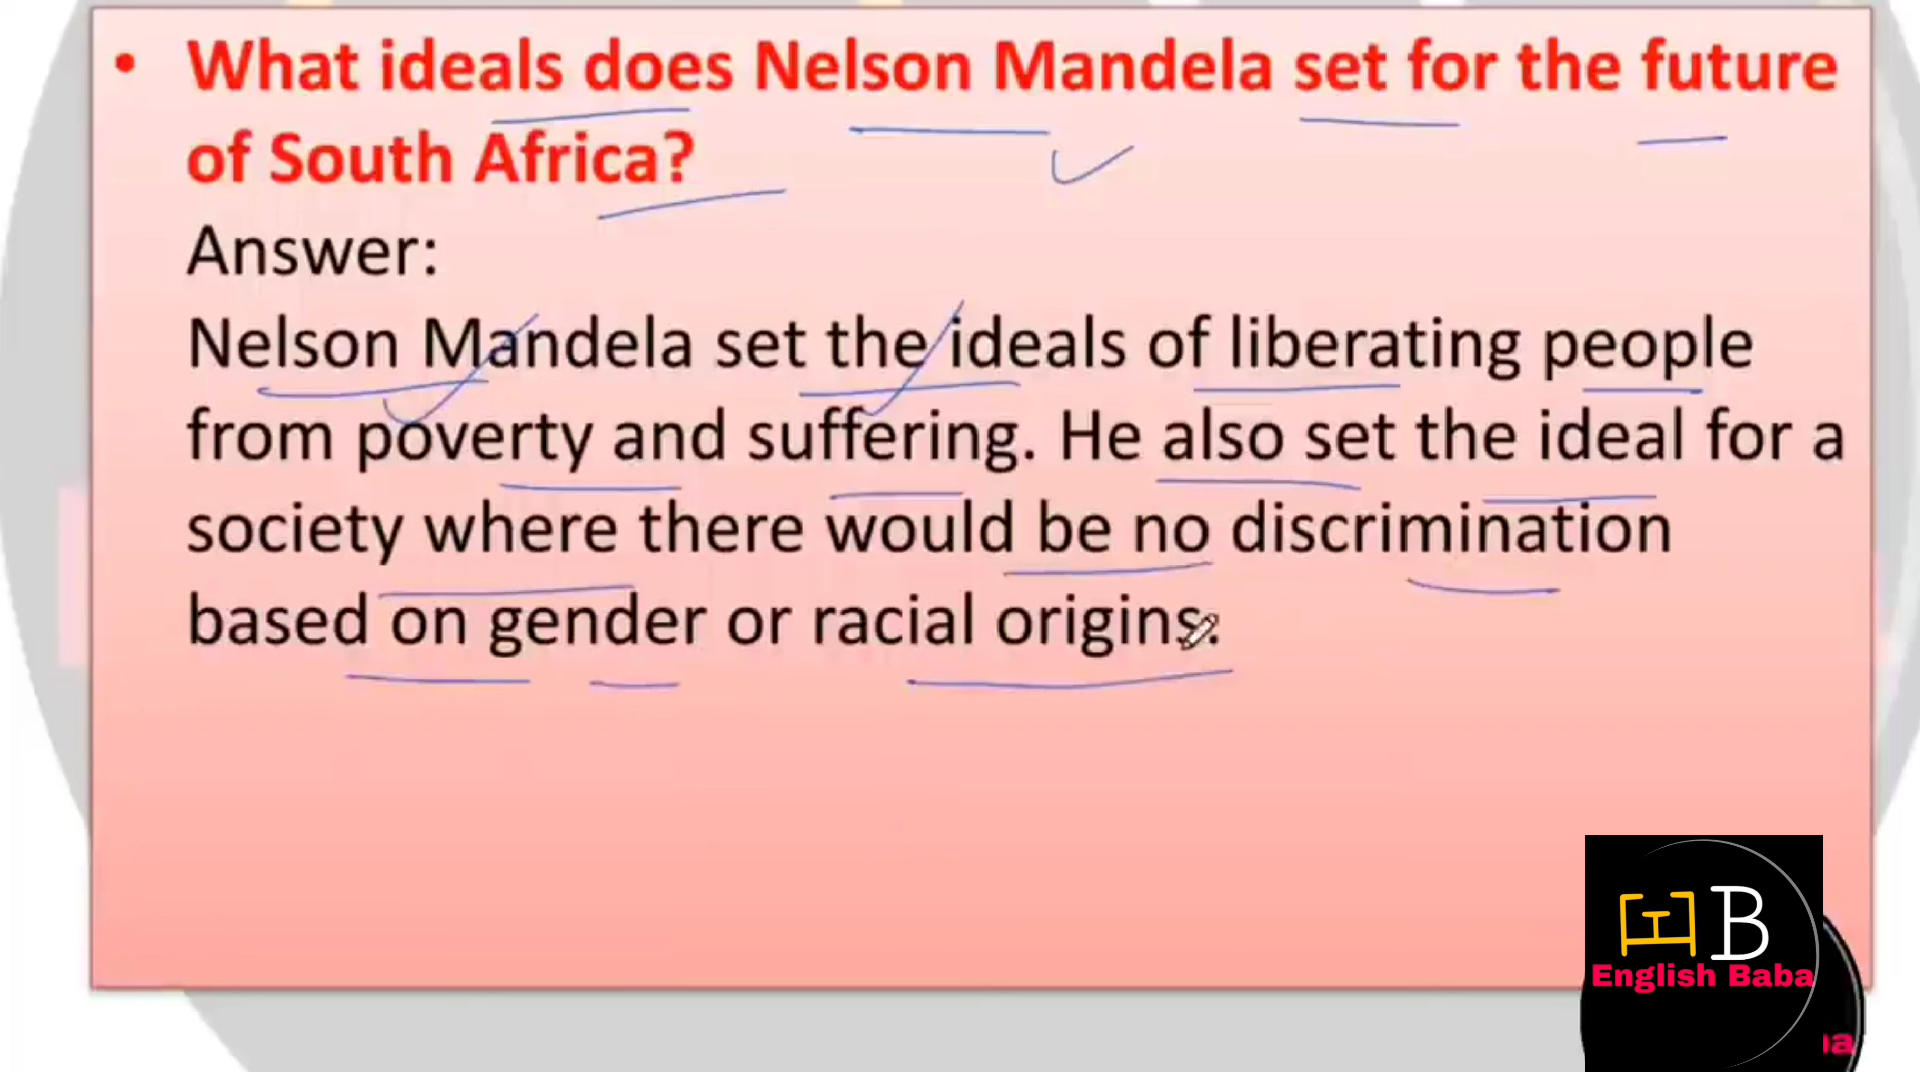 • What ideals does Nelson Mandela set for the future
of South Africa?
Answer:
Nelson Mandela set the ideals of liberating people
from poverty and suffering. He also set the ideal for a
society where there would be no discrimination
based on gender or racial origins.
EB
English Baba